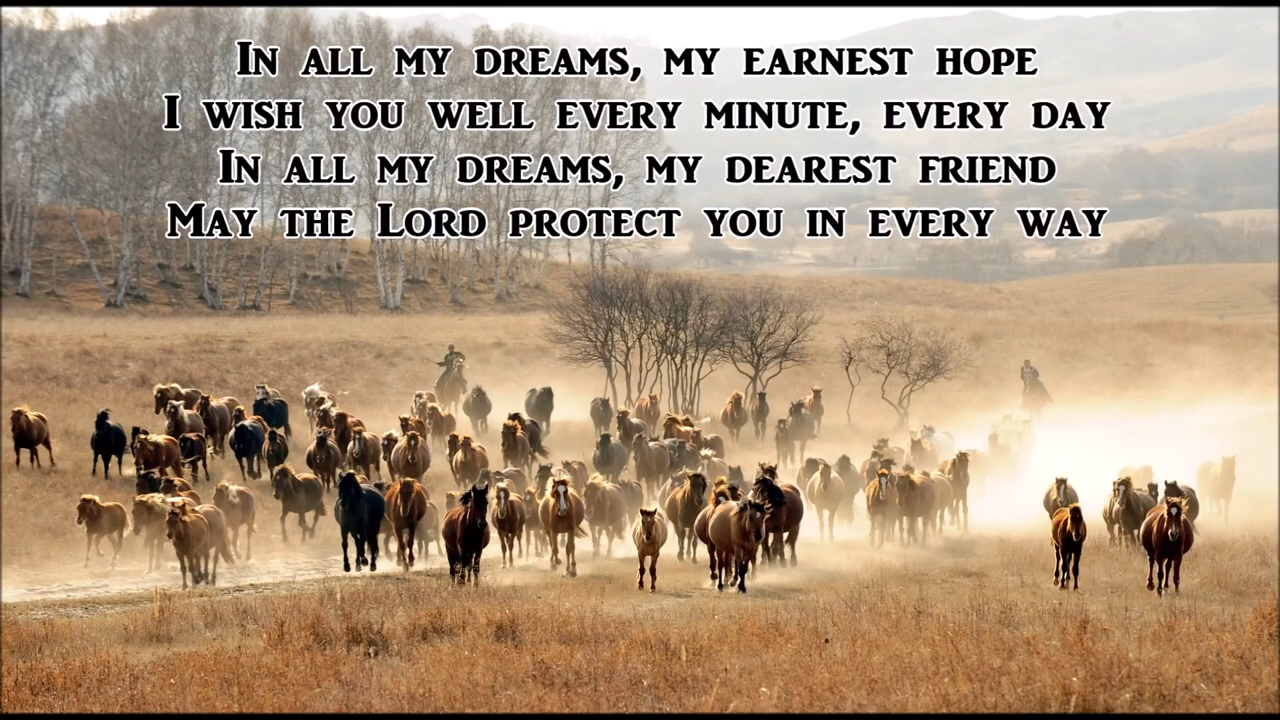 In all my dreams, my earnest hope
I wish you well every minute, every day
In all my dreams, my dearest friend
May the Lord protect you in every way